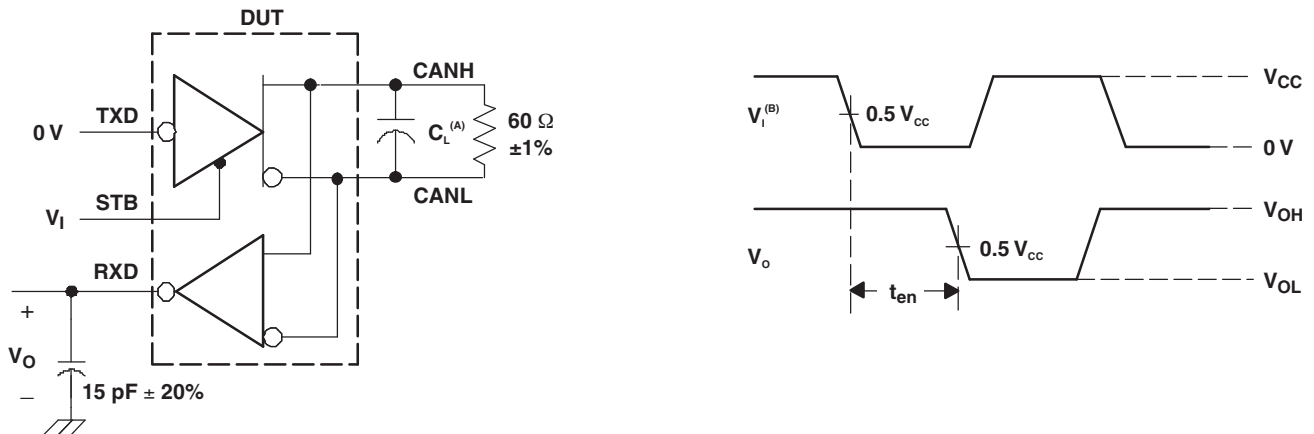 DUT
TXD
0 V
STB
V_I
RXD
+
V_O
–
15 pF ± 20%
CANH
C_L^(A)
60 Ω
±1%
CANL
V_I^(B)
0.5 V_CC
V_CC
0 V
V_O
0.5 V_CC
V_OH
V_OL
t_en